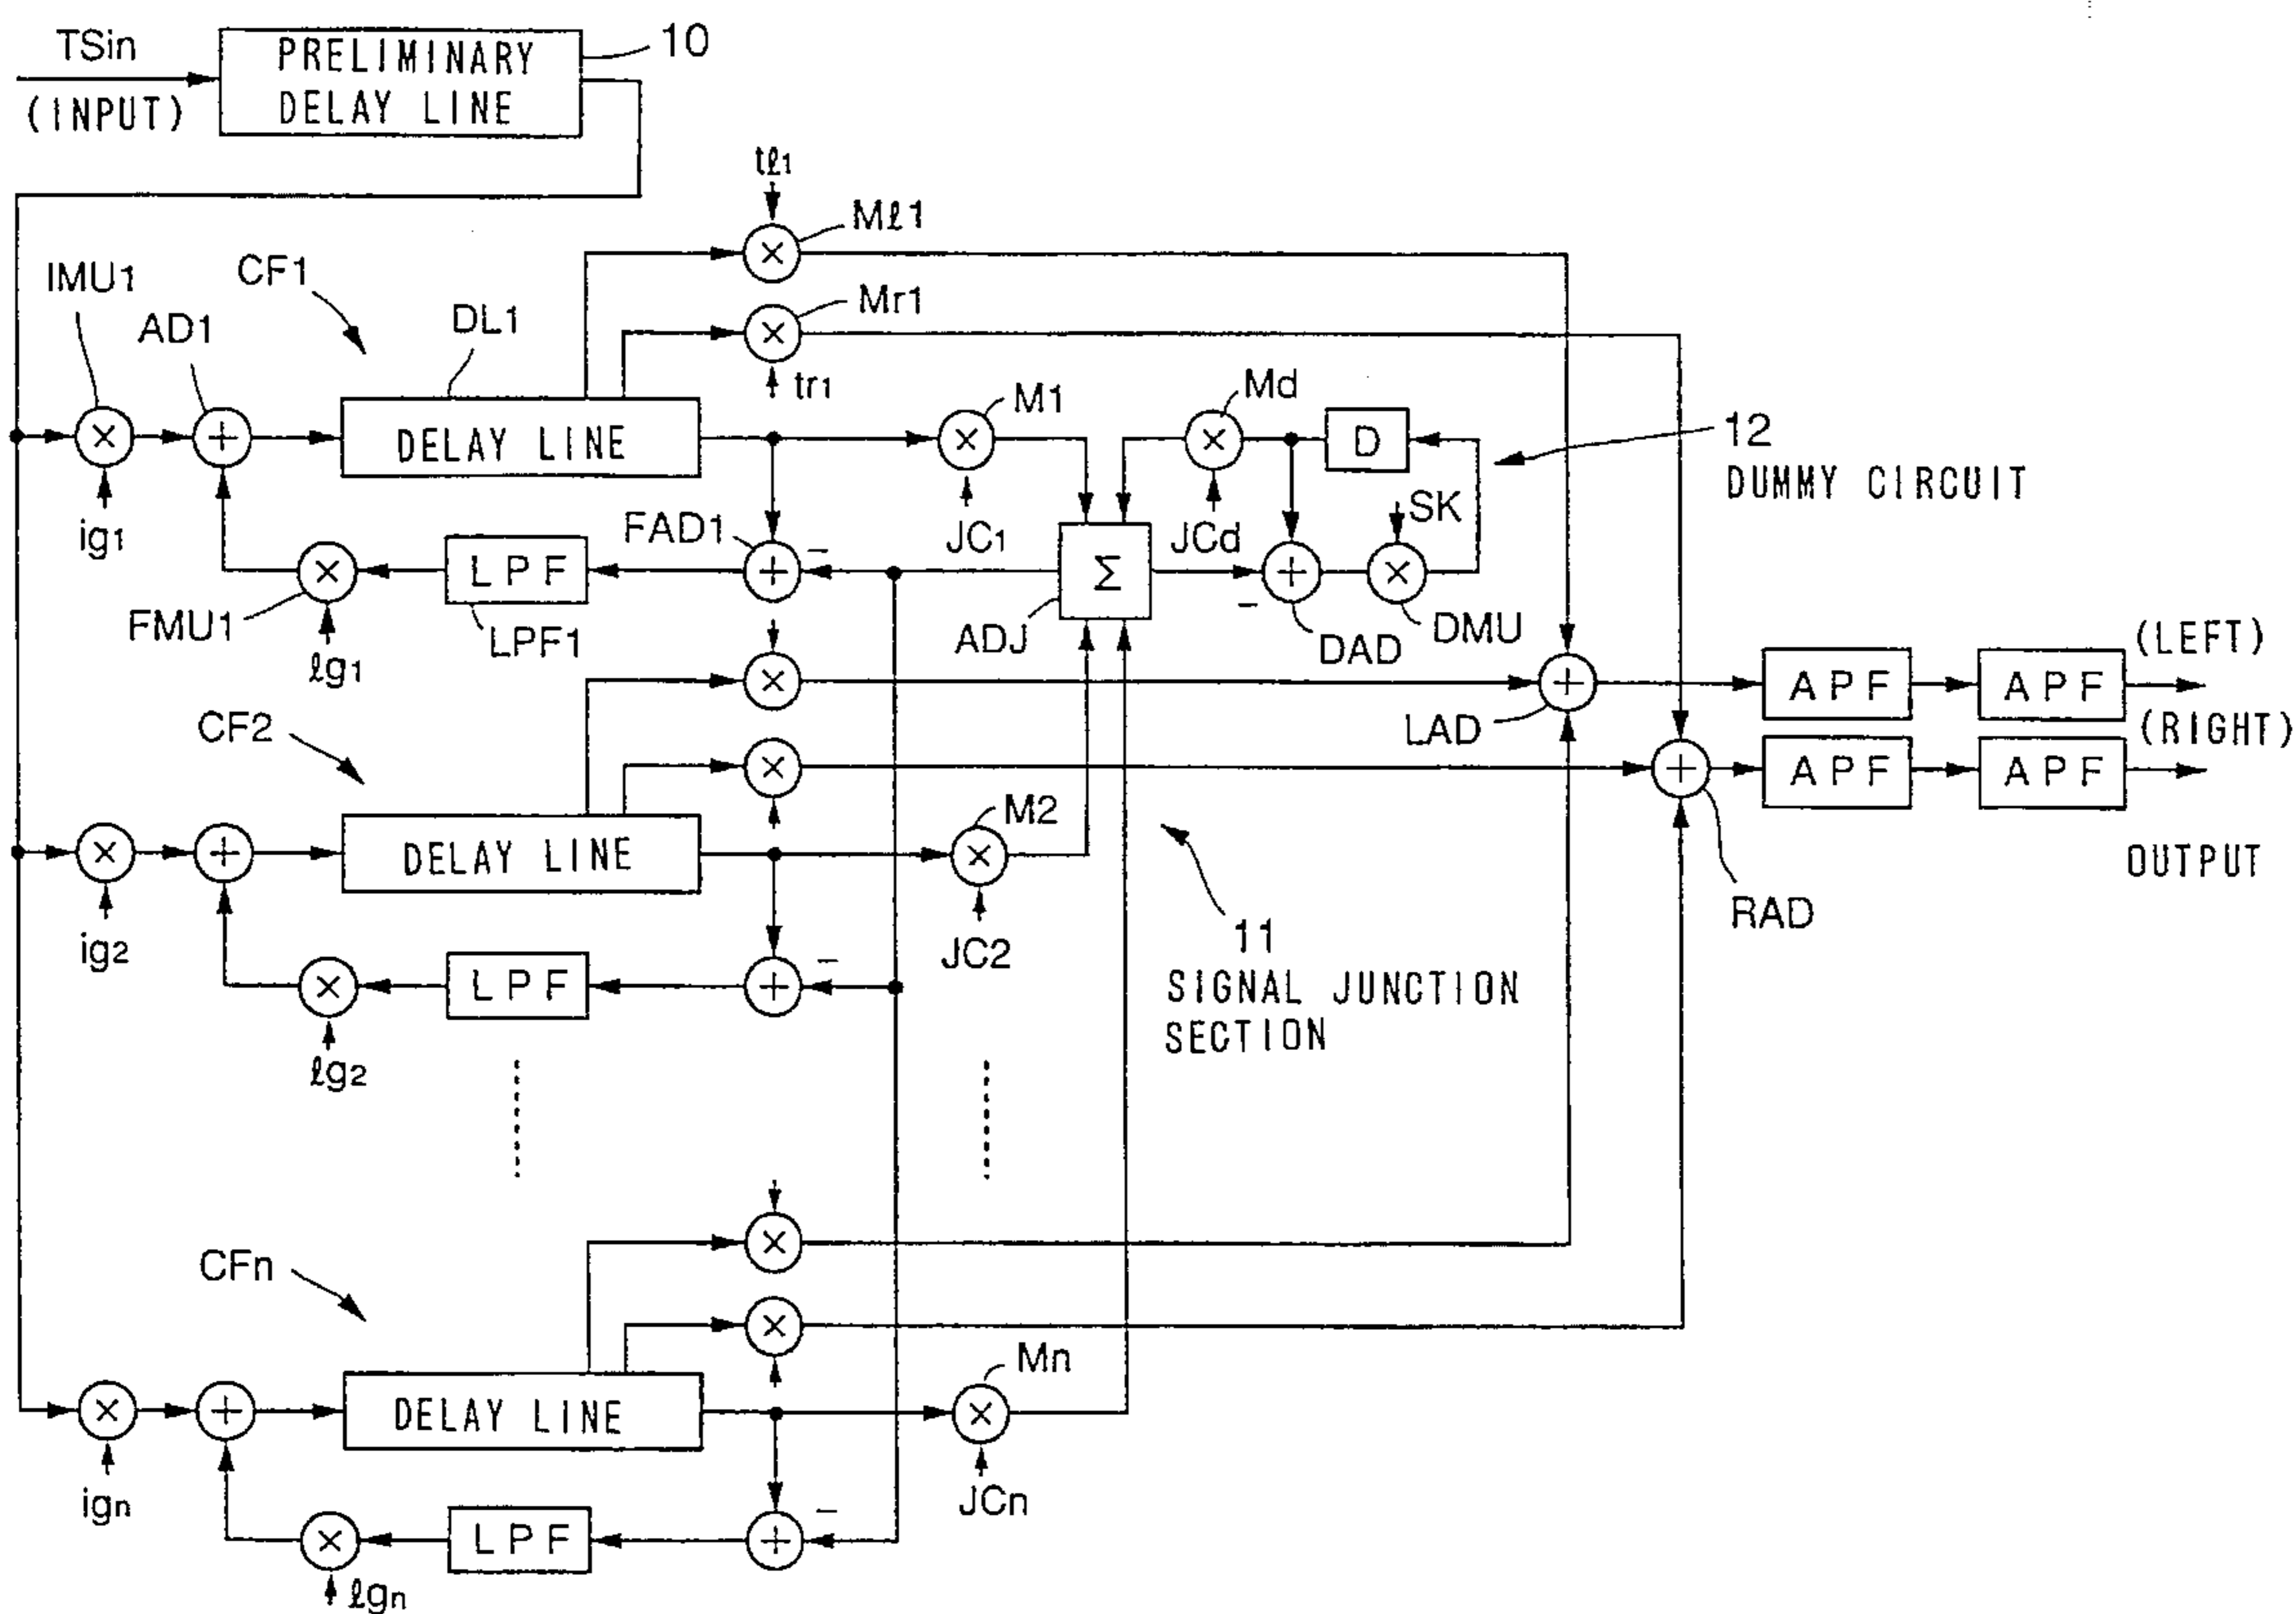 TSin
(INPUT)
PRELIMINARY
DELAY LINE
10
tℓ1
Mℓ1
IMU1
CF1
Mr1
AD1
DL1
tr1
M1
Md
12
DUMMY CIRCUIT
DELAY LINE
D
ig1
FAD1
JC1
JCd
SK
–
LPF
Σ
–
FMU1
LPF1
ADJ
DAD
DMU
ℓg1
(LEFT)
APF
APF
CF2
LAD
(RIGHT)
APF
APF
M2
DELAY LINE
OUTPUT
RAD
ig2
JC2
11
SIGNAL JUNCTION
SECTION
–
LPF
ℓg2
CFn
Mn
DELAY LINE
ign
JCn
–
LPF
ℓgn